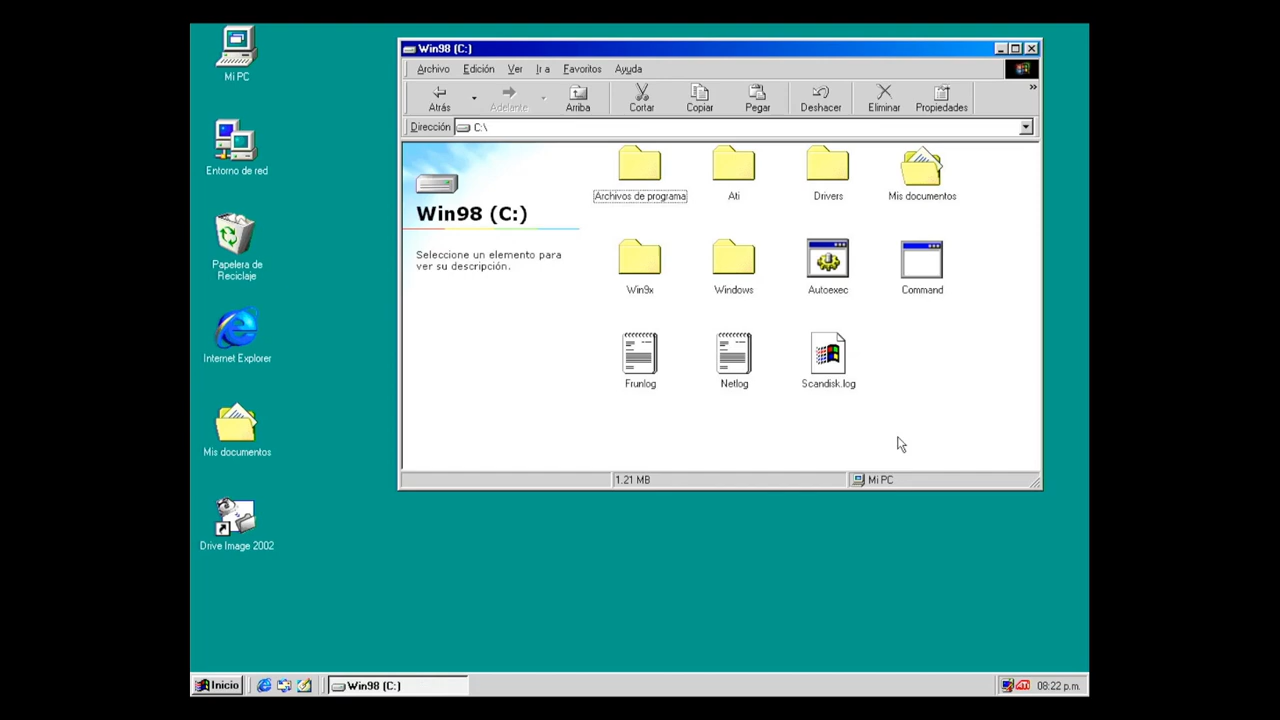 Mi PC
Entorno de red
Papelera de
Reciclaje
Internet Explorer
Mis documentos
Drive Image 2002
Win98 (C:)
Archivo Edición Ver Ir a Favoritos Ayuda
Atrás Adelante Arriba Cortar Copiar Pegar Deshacer Eliminar Propiedades
Dirección C:\
Win98 (C:)
Seleccione un elemento para
ver su descripción.
Archivos de programa Ati Drivers Mis documentos
Win9x Windows Autoexec Command
Frunlog Netlog Scandisk.log
1.21 MB Mi PC
Inicio Win98 (C:) ATI 08:22 p.m.